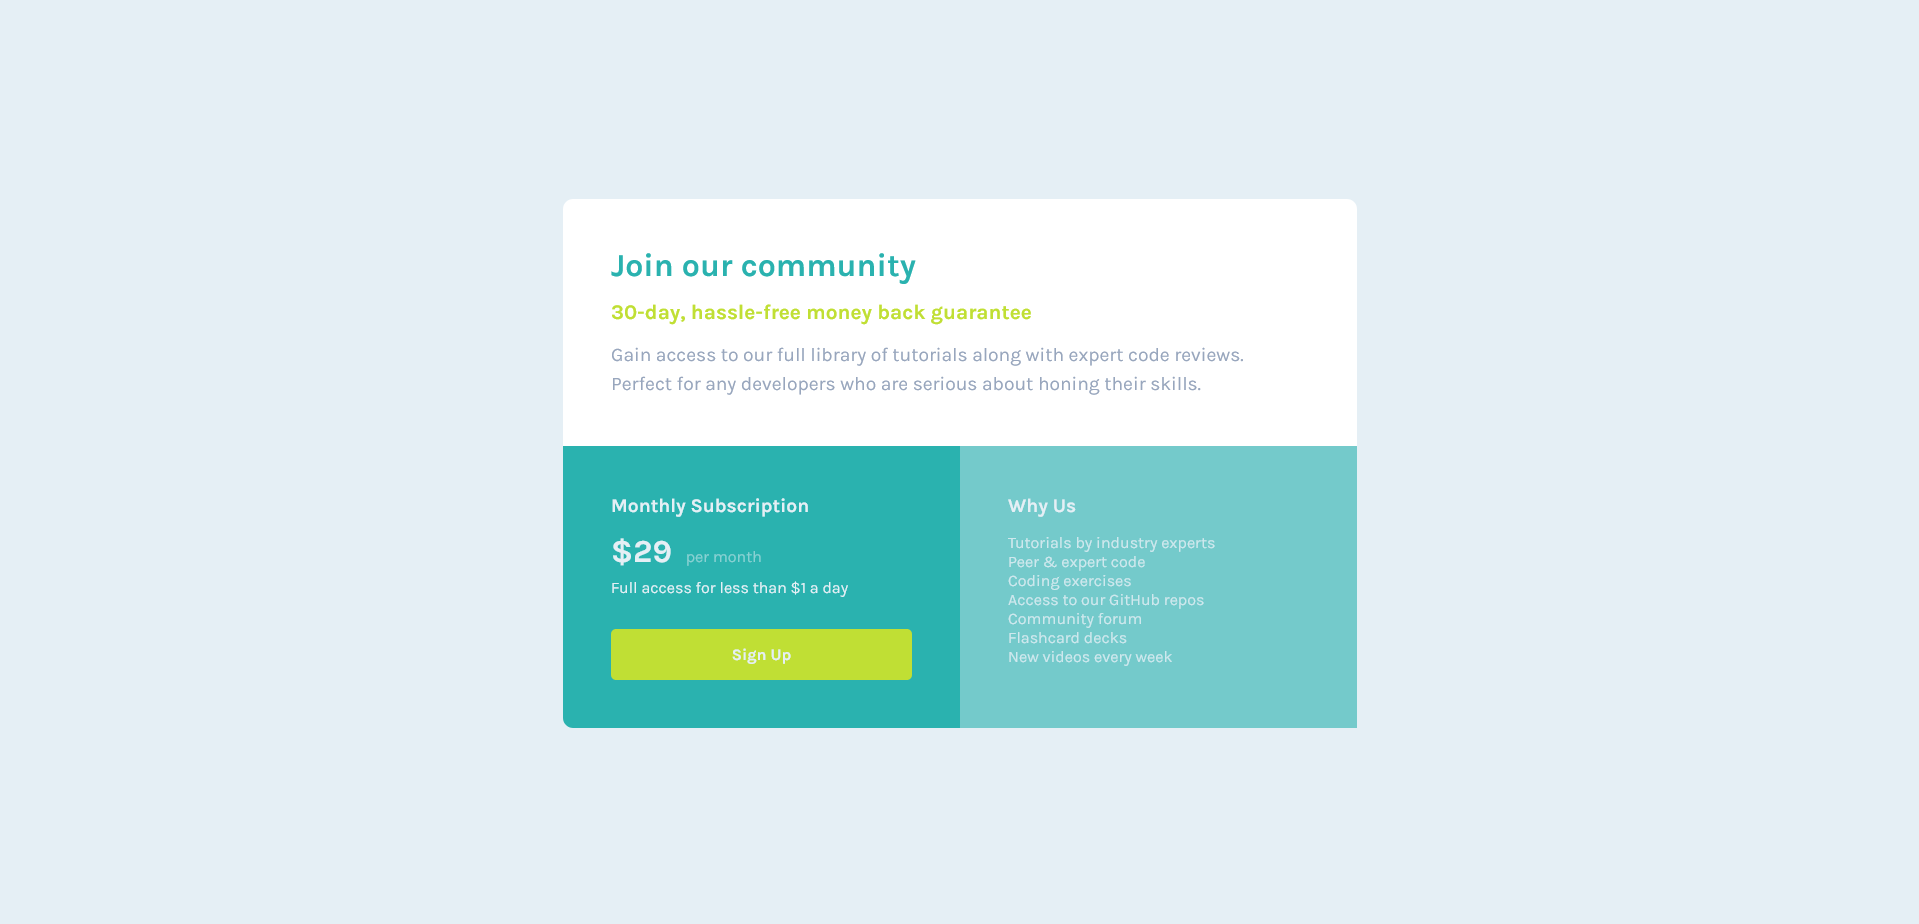 Join our community
30-day, hassle-free money back guarantee
Gain access to our full library of tutorials along with expert code reviews.
Perfect for any developers who are serious about honing their skills.
Monthly Subscription
$29 per month
Full access for less than $1 a day
Sign Up
Why Us
Tutorials by industry experts
Peer & expert code
Coding exercises
Access to our GitHub repos
Community forum
Flashcard decks
New videos every week